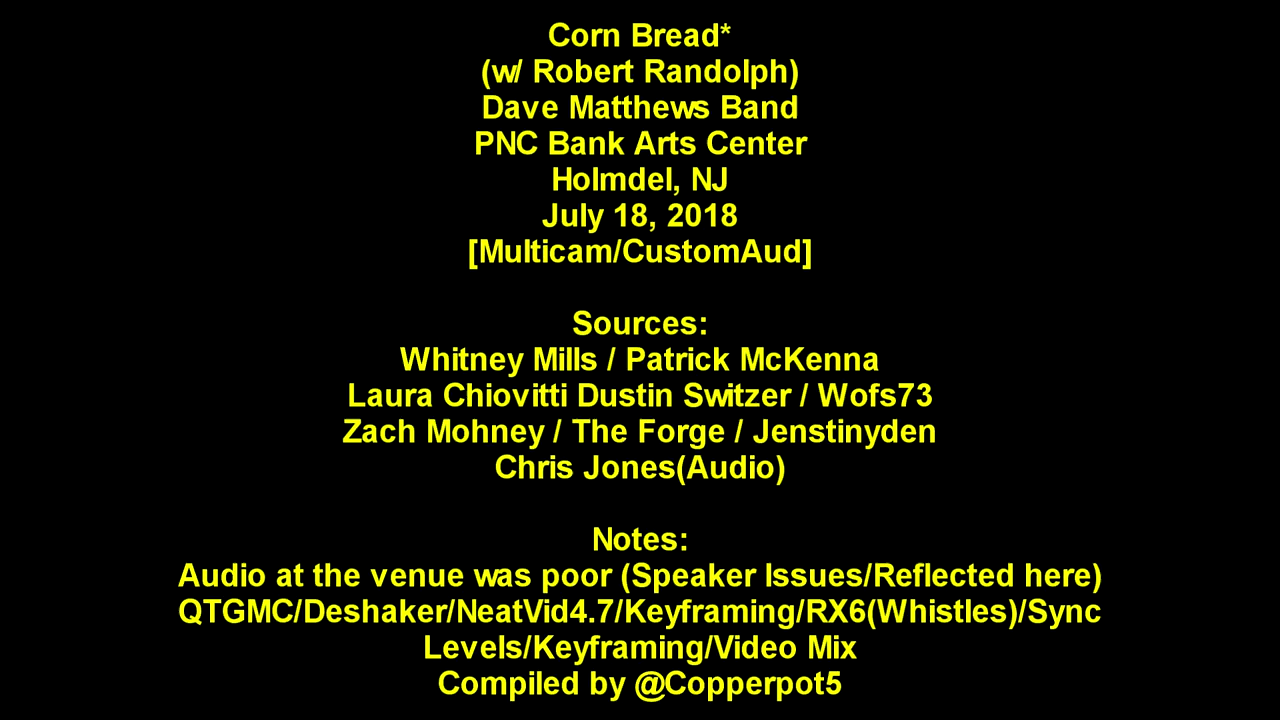 Corn Bread*
(w/ Robert Randolph)
Dave Matthews Band
PNC Bank Arts Center
Holmdel, NJ
July 18, 2018
[Multicam/CustomAud]
Sources:
Whitney Mills / Patrick McKenna
Laura Chiovitti Dustin Switzer / Wofs73
Zach Mohney / The Forge / Jenstinyden
Chris Jones(Audio)
Notes:
Audio at the venue was poor (Speaker Issues/Reflected here)
QTGMC/Deshaker/NeatVid4.7/Keyframing/RX6(Whistles)/Sync
Levels/Keyframing/Video Mix
Compiled by @Copperpot5